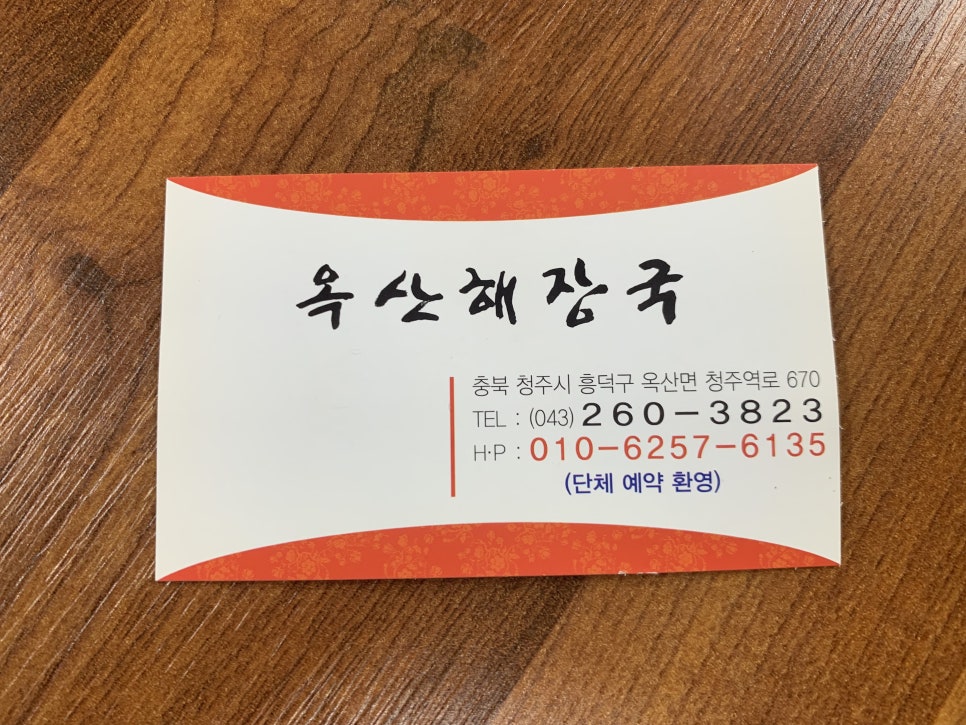 옥산해장국
충북 청주시 흥덕구 옥산면 청주역로 670
TEL : (043) 260-3823
H·P : 010-6257-6135
(단체 예약 환영)